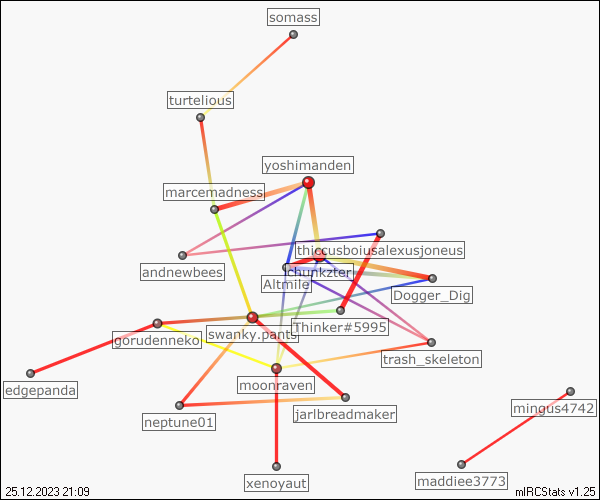 somass
turtelious
yoshimanden
marcemadness
thiccusboiusalexusjoneus
andnewbees
chunkzter
Altmile
Dogger_Dig
Thinker#5995
swanky.pants
gorudenneko
trash_skeleton
edgepanda
moonraven
mingus4742
jarlbreadmaker
neptune01
xenoyaut
maddiee3773
25.12.2023 21:09
mIRCStats v1.25